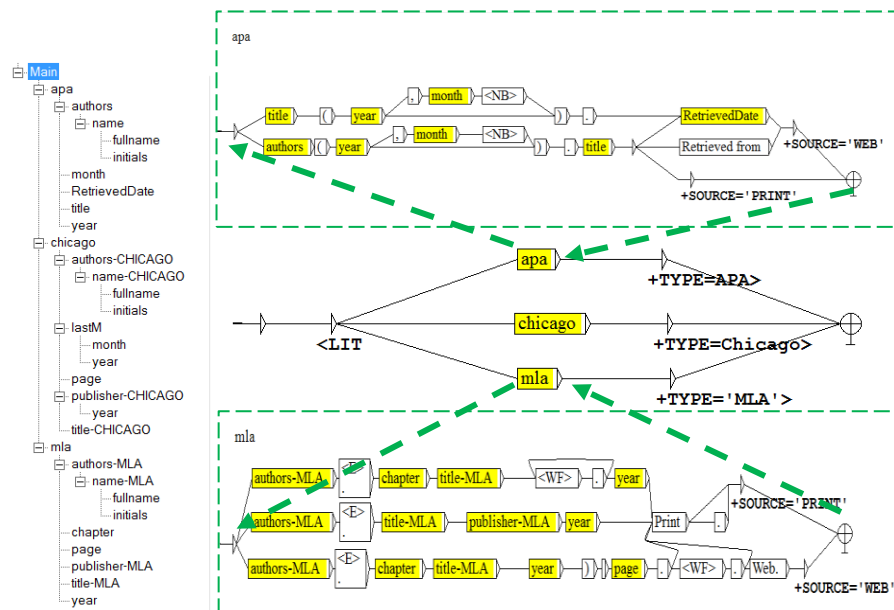 Main
apa
authors
name
fullname
initials
month
RetrievedDate
title
year
chicago
authors-CHICAGO
name-CHICAGO
fullname
initials
lastM
month
year
page
publisher-CHICAGO
year
title-CHICAGO
mla
authors-MLA
name-MLA
fullname
initials
chapter
page
publisher-MLA
title-MLA
year
apa
, month <NB>
title ( year ) . RetrievedDate
, month <NB>
authors ( year ) . title Retrieved from +SOURCE='WEB'
+SOURCE='PRINT'
apa
+TYPE=APA>
chicago
<LIT +TYPE=Chicago>
mla
+TYPE='MLA'>
mla
authors-MLA <E> . chapter title-MLA <WF> . year
+SOURCE='PRINT'
authors-MLA <E> . title-MLA publisher-MLA year Print .
authors-MLA <E> . chapter title-MLA year ) page . <WF> . Web.
+SOURCE='WEB'